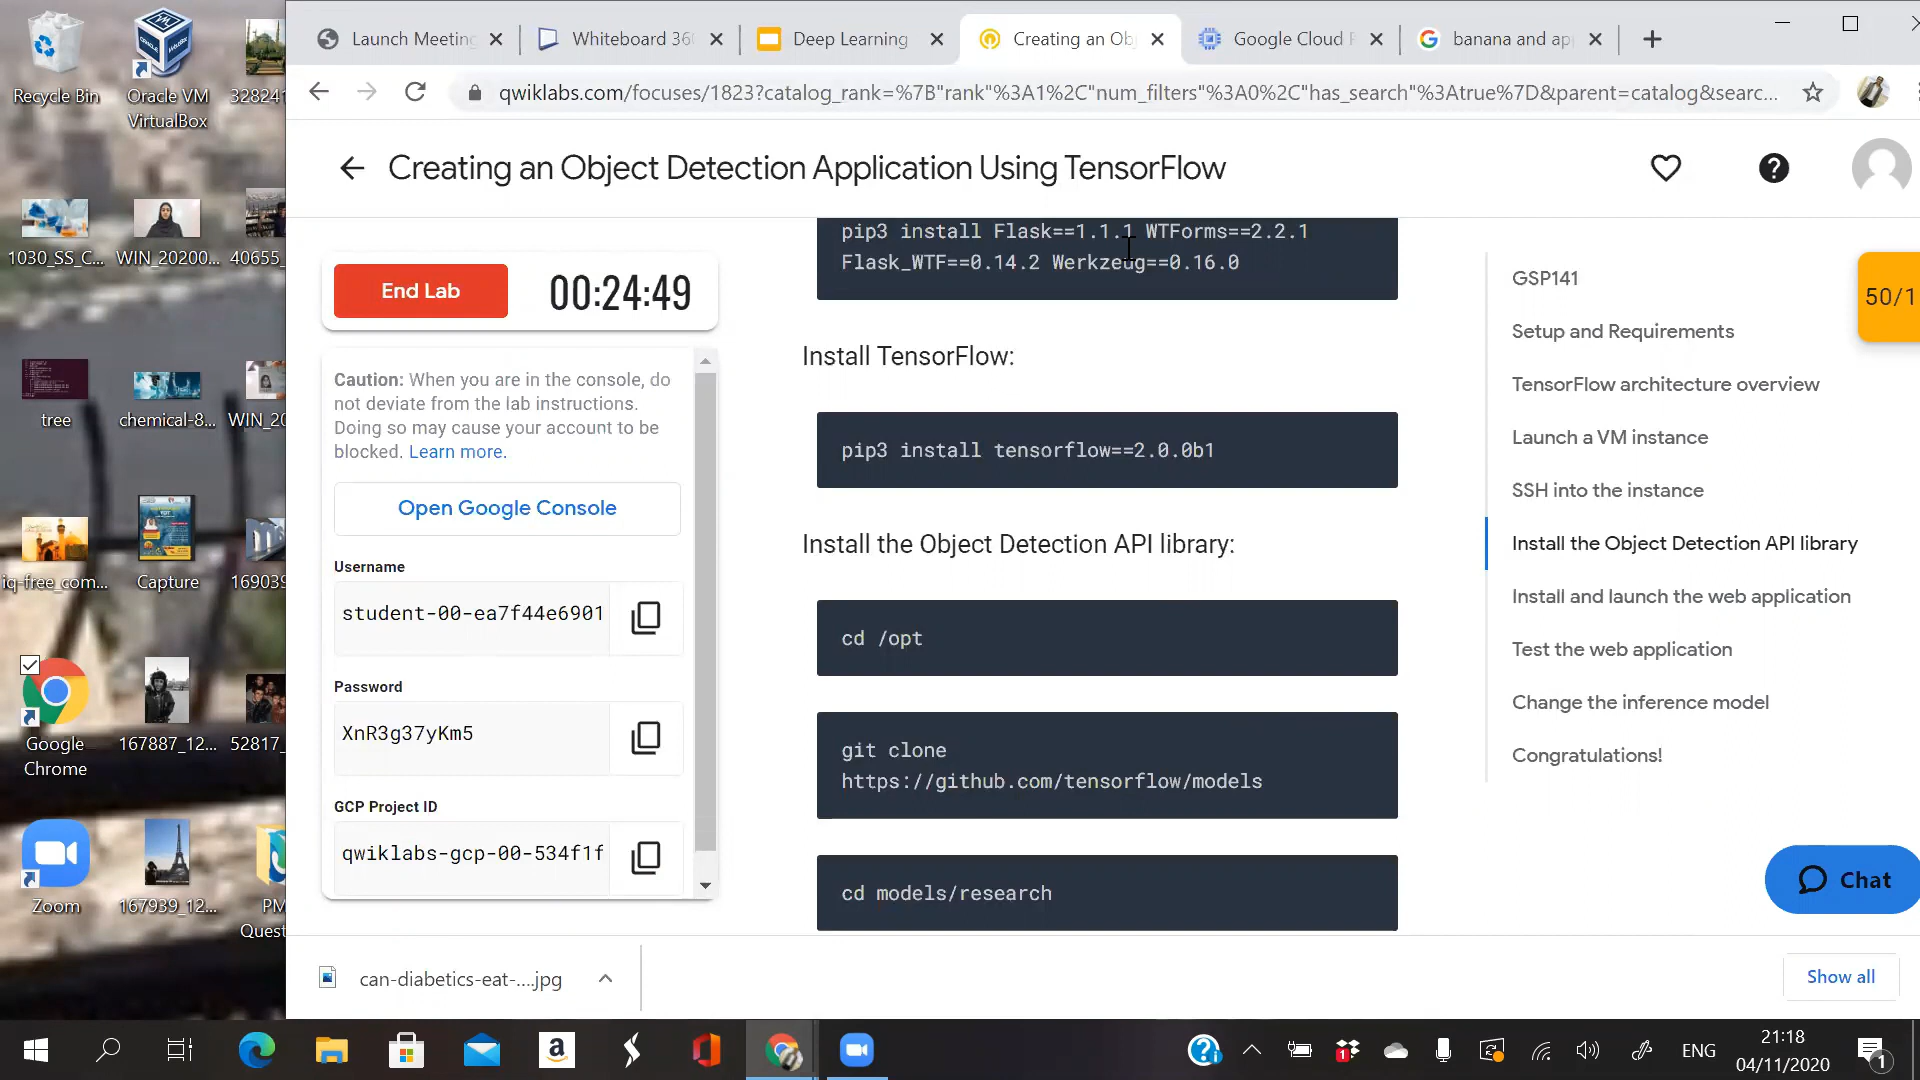 Recycle Bin
Oracle VM
VirtualBox
328241
1030_SS_C...
WIN_20200...
40655_
tree
chemical-8...
WIN_20
iq-free_com...
Capture
169039
Google
Chrome
167887_12...
52817_
Zoom
167939_12...
PM
Quest
Launch Meeting
Whiteboard 360
Deep Learning
Creating an Obj
Google Cloud P
banana and app
qwiklabs.com/focuses/1823?catalog_rank=%7B"rank"%3A1%2C"num_filters"%3A0%2C"has_search"%3Atrue%7D&parent=catalog&searc...
Creating an Object Detection Application Using TensorFlow
End Lab
00:24:49
Caution: When you are in the console, do
not deviate from the lab instructions.
Doing so may cause your account to be
blocked. Learn more.
Open Google Console
Username
student-00-ea7f44e6901
Password
XnR3g37yKm5
GCP Project ID
qwiklabs-gcp-00-534f1f
pip3 install Flask==1.1.1 WTForms==2.2.1
Flask_WTF==0.14.2 Werkzeug==0.16.0
Install TensorFlow:
pip3 install tensorflow==2.0.0b1
Install the Object Detection API library:
cd /opt
git clone
https://github.com/tensorflow/models
cd models/research
GSP141
Setup and Requirements
TensorFlow architecture overview
Launch a VM instance
SSH into the instance
Install the Object Detection API library
Install and launch the web application
Test the web application
Change the inference model
Congratulations!
50/1
Chat
can-diabetics-eat-....jpg
Show all
ENG
21:18
04/11/2020
1